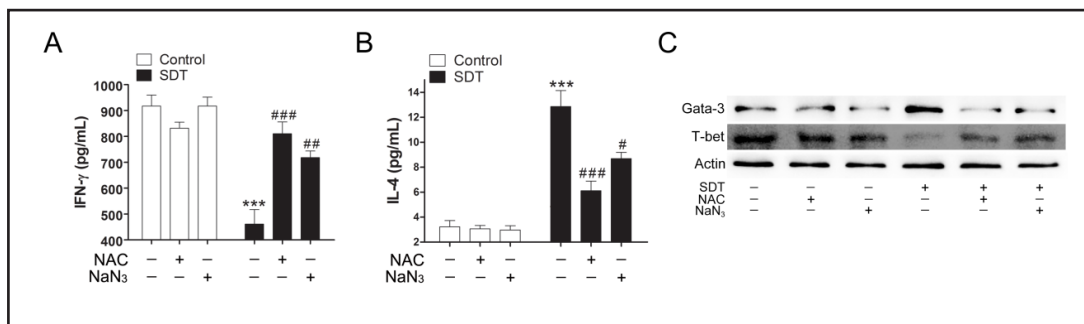 A
Control
SDT
IFN-γ (pg/mL)
1000
900
800
700
600
500
400
***
###
##
NAC − + − − + −
NaN₃ − − + − − +
B
Control
SDT
IL-4 (pg/mL)
14
12
10
8
6
4
2
***
###
#
NAC − + − − + −
NaN₃ − − + − − +
C
Gata-3
T-bet
Actin
SDT − − − + + +
NAC − + − − + −
NaN₃ − − + − − +